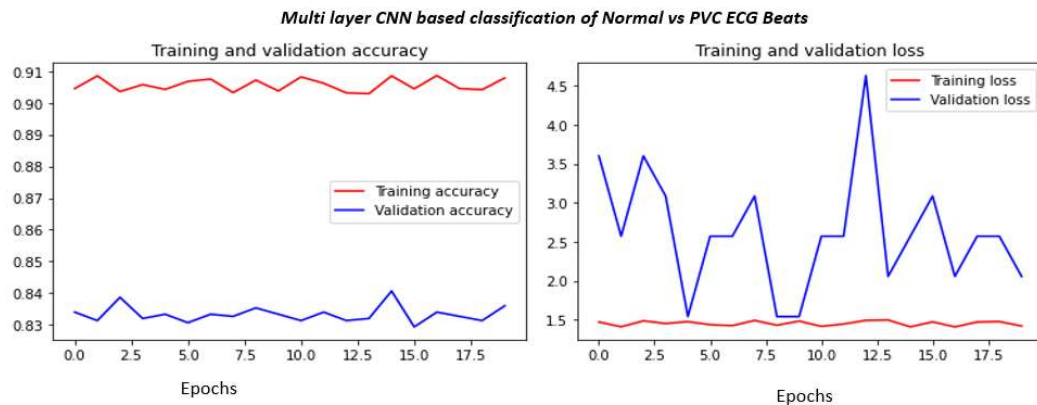 Multi layer CNN based classification of Normal vs PVC ECG Beats
Training and validation accuracy
0.91
0.90
0.89
0.88
0.87
0.86
0.85
0.84
0.83
Training accuracy
Validation accuracy
0.0 2.5 5.0 7.5 10.0 12.5 15.0 17.5
Epochs
Training and validation loss
4.5
4.0
3.5
3.0
2.5
2.0
1.5
Training loss
Validation loss
0.0 2.5 5.0 7.5 10.0 12.5 15.0 17.5
Epochs